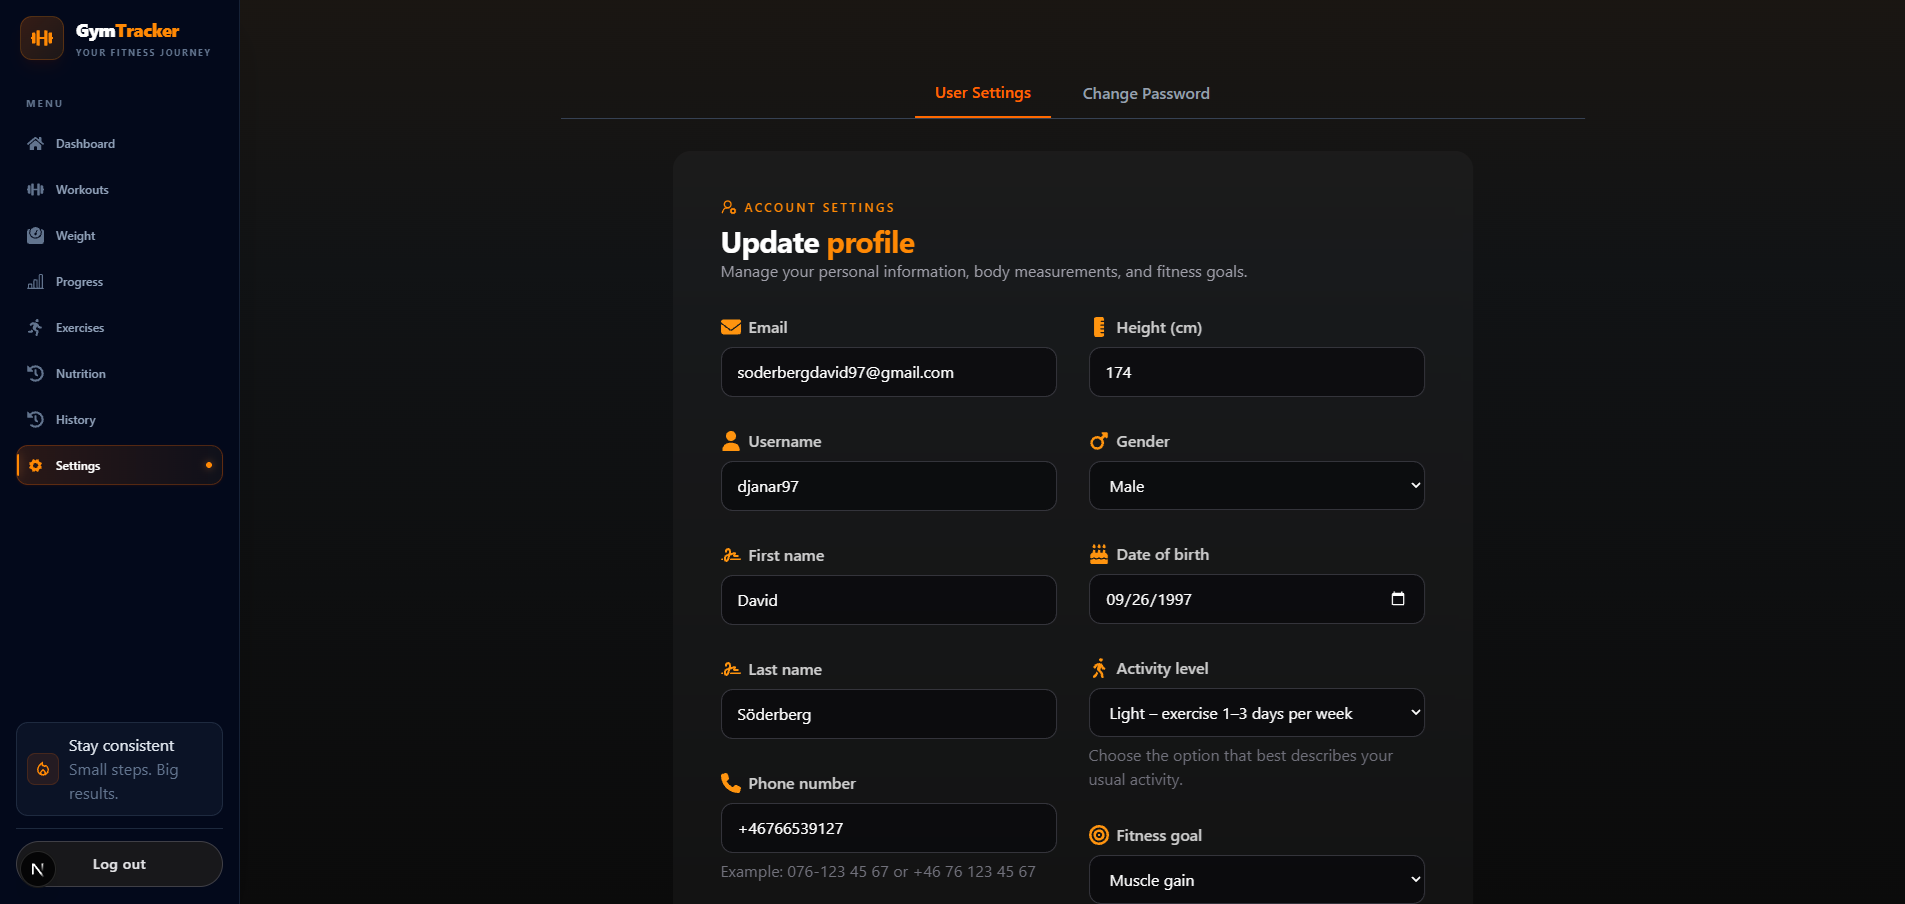 GymTracker
YOUR FITNESS JOURNEY
MENU
Dashboard
Workouts
Weight
Progress
Exercises
Nutrition
History
Settings
Stay consistent
Small steps. Big
results.
N
Log out
User Settings
Change Password
ACCOUNT SETTINGS
Update profile
Manage your personal information, body measurements, and fitness goals.
Email
soderbergdavid97@gmail.com
Username
djanar97
First name
David
Last name
Söderberg
Phone number
+46766539127
Example: 076-123 45 67 or +46 76 123 45 67
Height (cm)
174
Gender
Male
Date of birth
09/26/1997
Activity level
Light – exercise 1–3 days per week
Choose the option that best describes your
usual activity.
Fitness goal
Muscle gain